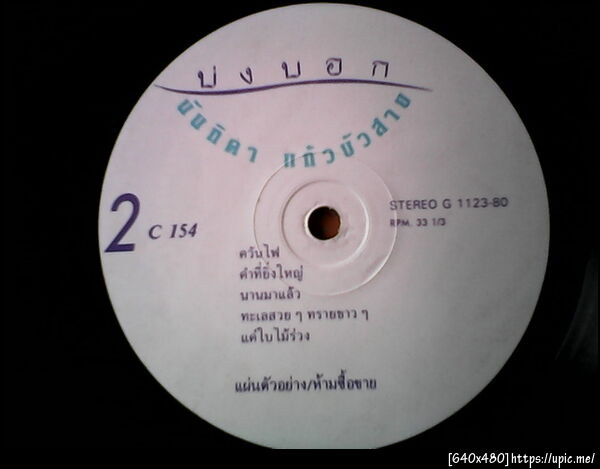 บ่งบอก
นันทิดา แก้วบัวสาย
2 C 154
STEREO G 1123-80
RPM. 33 1/3
ควันไฟ
คำที่ยิ่งใหญ่
นานมาแล้ว
ทะเลสวย ๆ ทรายขาว ๆ
แค่ใบไม้ร่วง
แผ่นตัวอย่าง/ห้ามซื้อขาย
[640x480]https://upic.me/